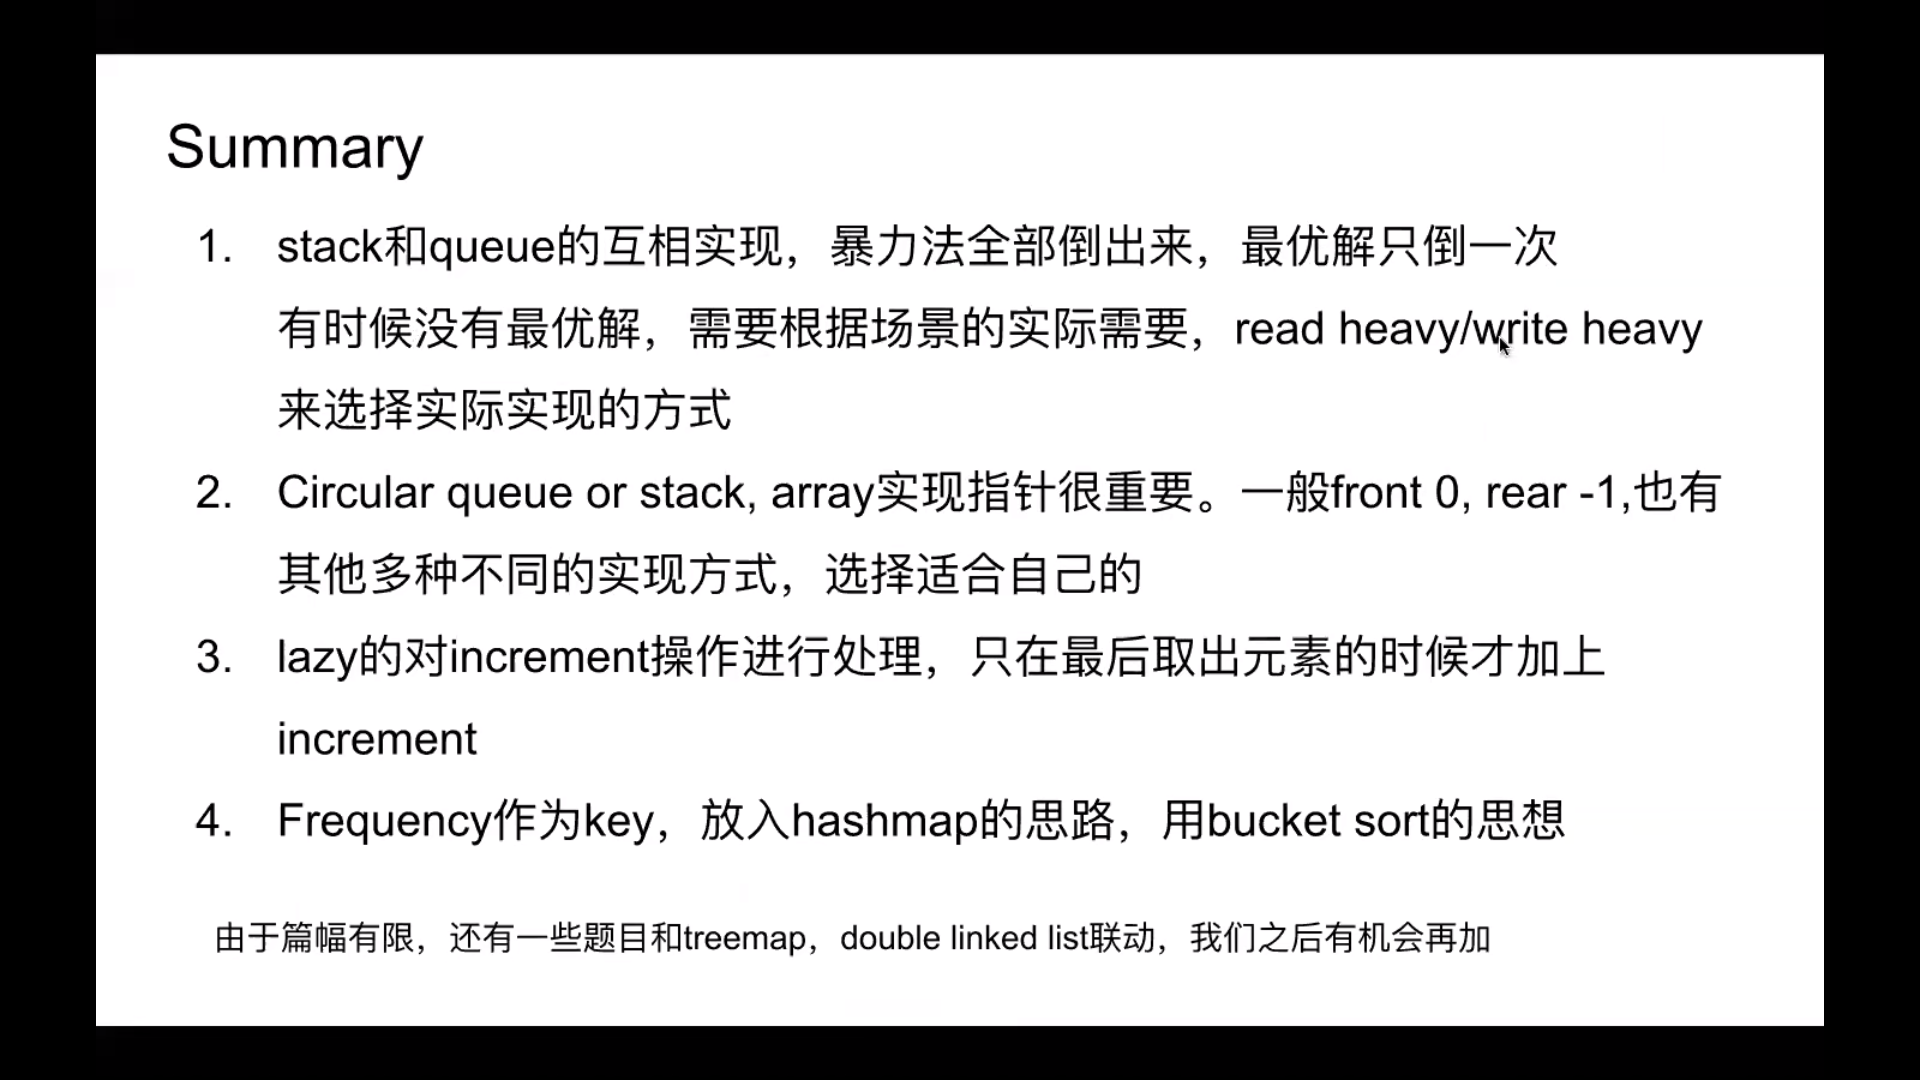 Summary
1. stack和queue的互相实现，暴力法全部倒出来，最优解只倒一次
有时候没有最优解，需要根据场景的实际需要，read heavy/write heavy
来选择实际实现的方式
2. Circular queue or stack, array实现指针很重要。一般front 0, rear -1,也有
其他多种不同的实现方式，选择适合自己的
3. lazy的对increment操作进行处理，只在最后取出元素的时候才加上
increment
4. Frequency作为key，放入hashmap的思路，用bucket sort的思想
由于篇幅有限，还有一些题目和treemap，double linked list联动，我们之后有机会再加